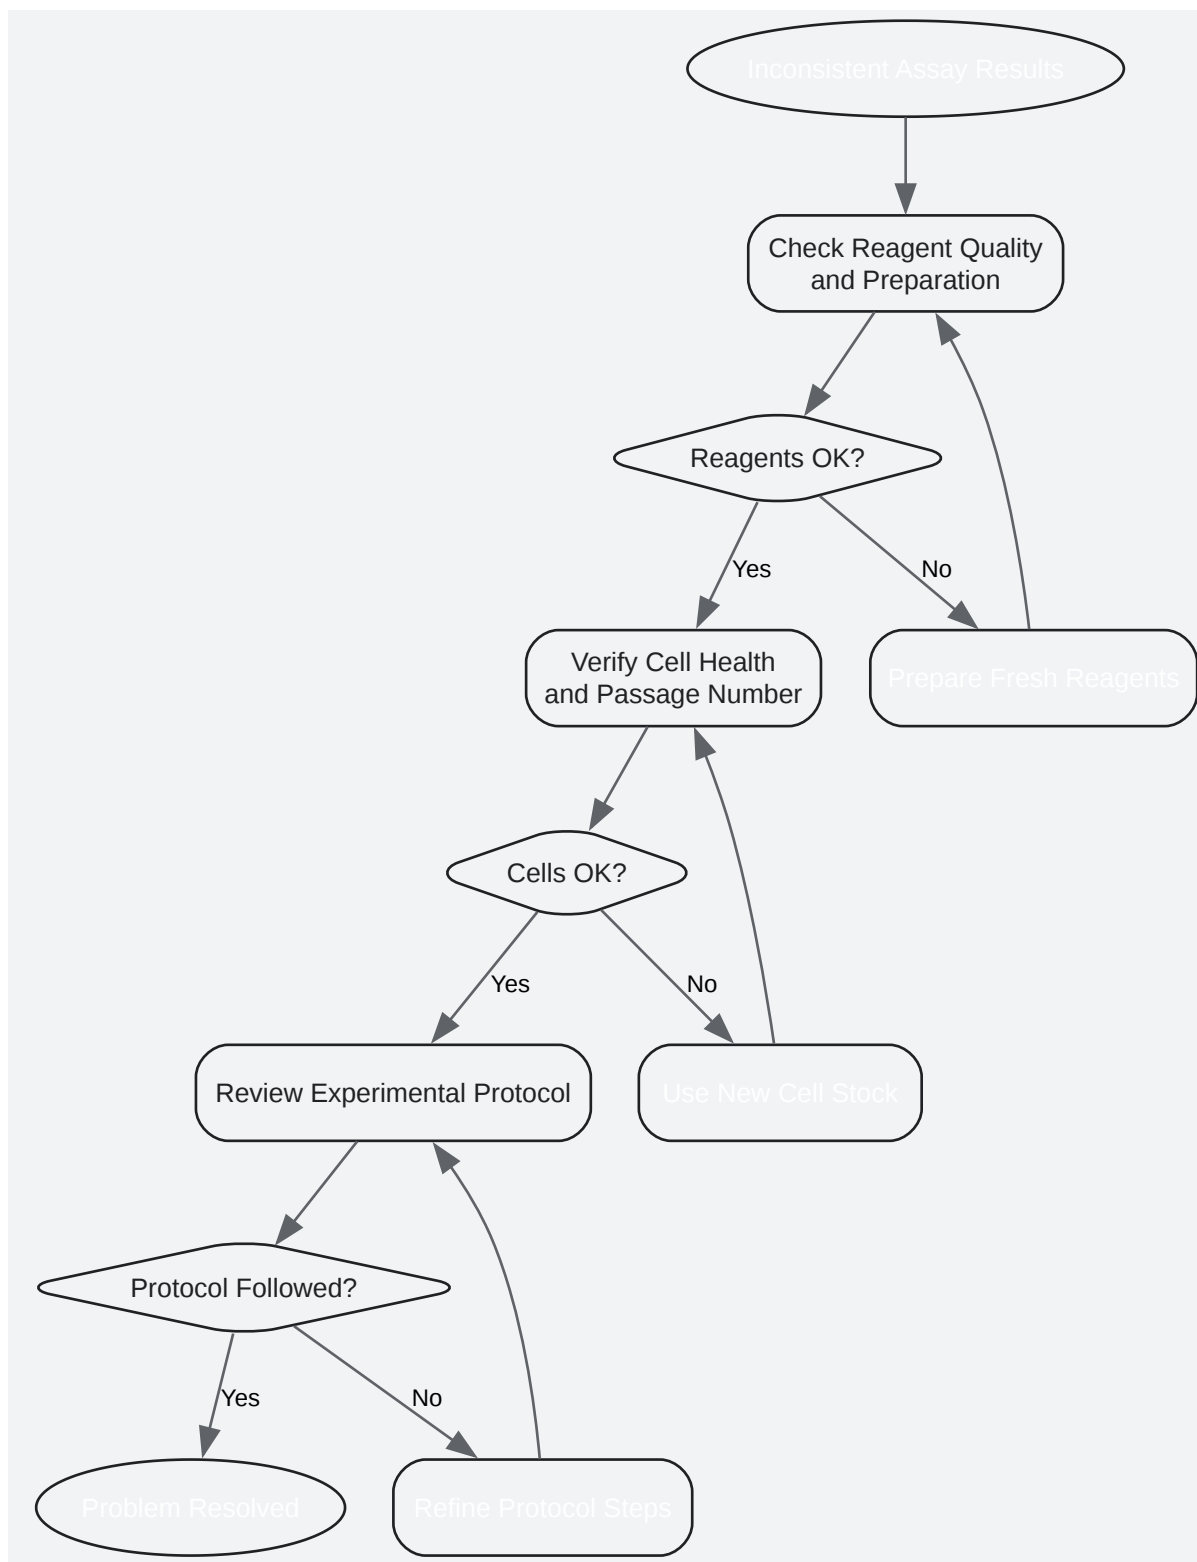 Inconsistent Assay Results
Check Reagent Quality
and Preparation
Reagents OK?
Yes
No
Verify Cell Health
and Passage Number
Prepare Fresh Reagents
Cells OK?
Yes
No
Review Experimental Protocol
Use New Cell Stock
Protocol Followed?
Yes
No
Problem Resolved
Refine Protocol Steps